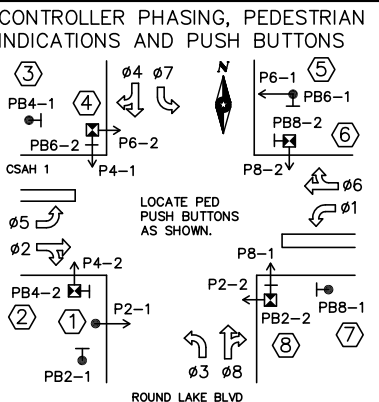 CONTROLLER PHASING, PEDESTRIAN
INDICATIONS AND PUSH BUTTONS
3
ø4 ø7
N
5
PB4-1
4
P6-1
PB6-1
PB6-2
P6-2
PB8-2
6
CSAH 1
P4-1
P8-2
ø6
LOCATE PED
PUSH BUTTONS
AS SHOWN.
ø5
ø1
ø2
P4-2
P8-1
PB4-2
P2-2
2
1
P2-1
PB2-2
PB8-1
8
7
PB2-1
ø3 ø8
ROUND LAKE BLVD